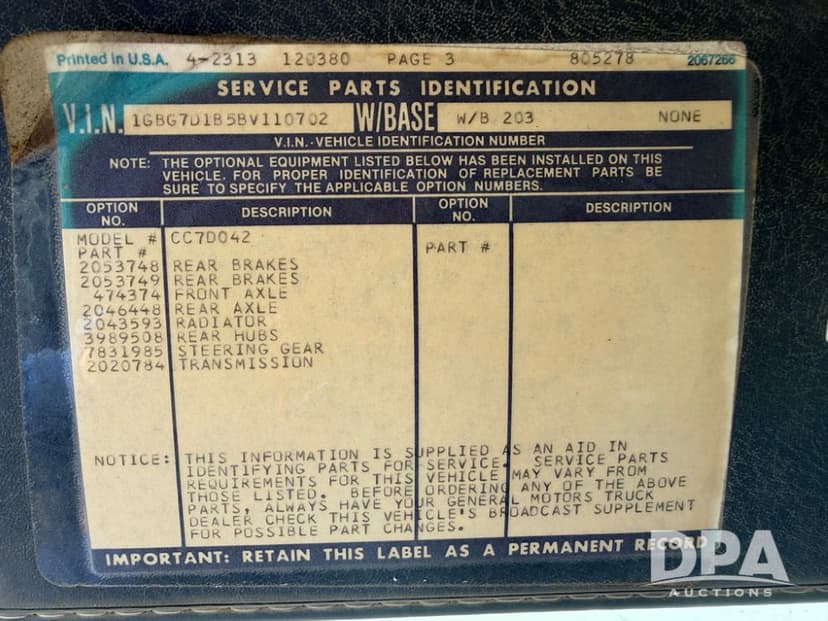 Printed in U.S.A. 4-2313 120380 PAGE 3 805278 2067266
SERVICE PARTS IDENTIFICATION
V.I.N. 1GBG7D1B5BV110702 W/BASE W/B 203 NONE
V.I.N.-VEHICLE IDENTIFICATION NUMBER
NOTE: THE OPTIONAL EQUIPMENT LISTED BELOW HAS BEEN INSTALLED ON THIS
VEHICLE. FOR PROPER IDENTIFICATION OF REPLACEMENT PARTS BE
SURE TO SPECIFY THE APPLICABLE OPTION NUMBERS.
OPTION NO. DESCRIPTION OPTION NO. DESCRIPTION
MODEL # CC7D042
PART # PART #
2053748 REAR BRAKES
2053749 REAR BRAKES
474374 FRONT AXLE
2046448 REAR AXLE
2043593 RADIATOR
3989508 REAR HUBS
7831985 STEERING GEAR
2020784 TRANSMISSION
NOTICE: THIS INFORMATION IS SUPPLIED AS AN AID IN
IDENTIFYING PARTS FOR SERVICE. SERVICE PARTS
REQUIREMENTS FOR THIS VEHICLE MAY VARY FROM
THOSE LISTED. BEFORE ORDERING ANY OF THE ABOVE
PARTS, ALWAYS HAVE YOUR GENERAL MOTORS TRUCK
DEALER CHECK THIS VEHICLE'S BROADCAST SUPPLEMENT
FOR POSSIBLE PART CHANGES.
IMPORTANT: RETAIN THIS LABEL AS A PERMANENT RECORD
DPA
AUCTIONS